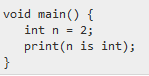 void main() {
int n = 2;
print(n is int);
}